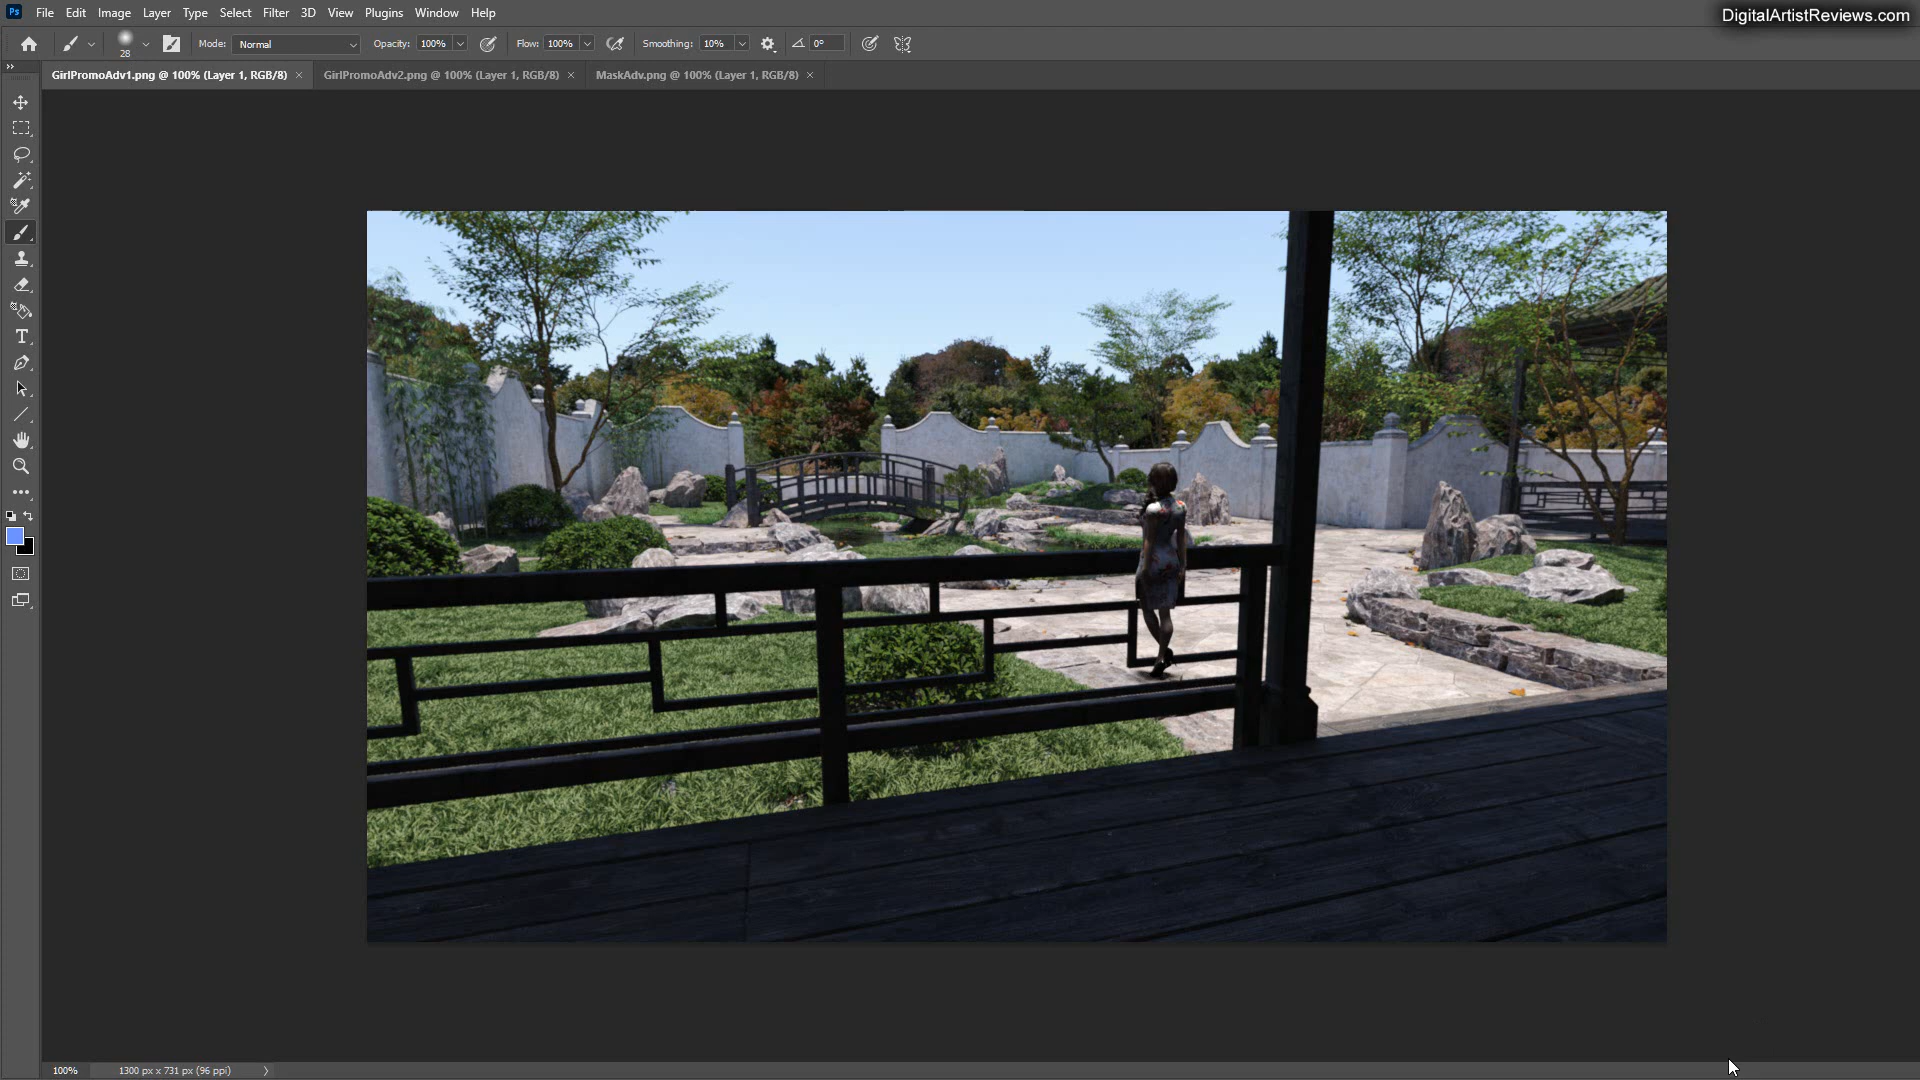 Ps File Edit Image Layer Type Select Filter 3D View Plugins Window Help
DigitalArtistReviews.com
28 Mode: Normal Opacity: 100% Flow: 100% Smoothing: 10% 0°
GirlPromoAdv1.png @ 100% (Layer 1, RGB/8) × GirlPromoAdv2.png @ 100% (Layer 1, RGB/8) × MaskAdv.png @ 100% (Layer 1, RGB/8) ×
100% 1300 px x 731 px (96 ppi)